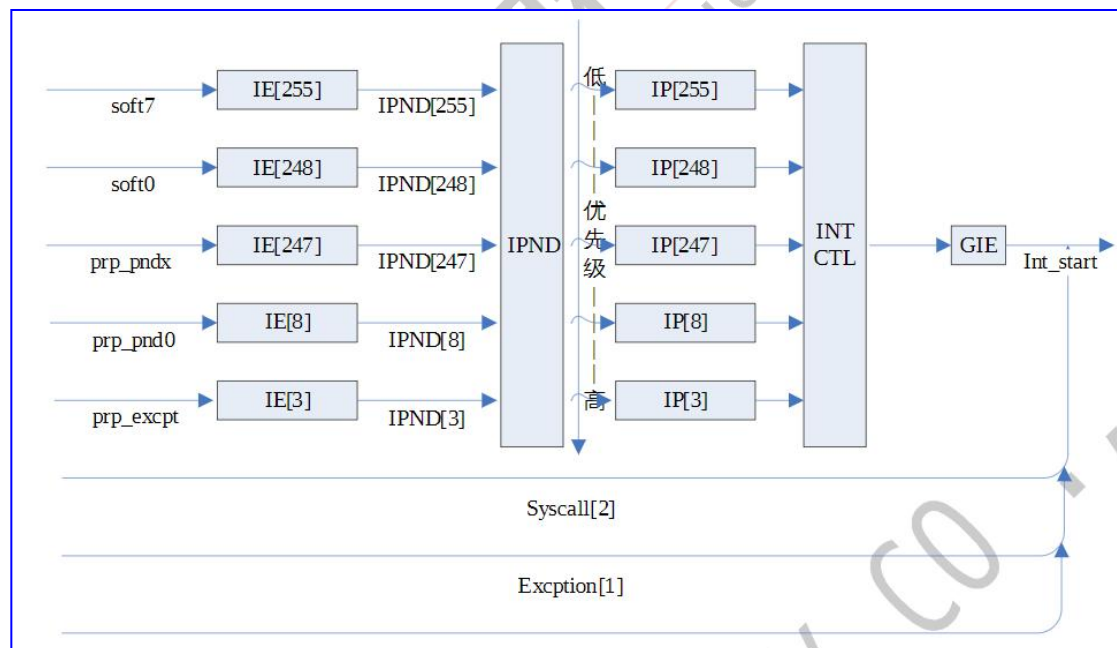 soft7
IE[255]
IPND[255]
低
IP[255]
soft0
IE[248]
IPND[248]
IP[248]
prp_pndx
IE[247]
IPND[247]
IPND
优
先
级
IP[247]
INT
CTL
GIE
Int_start
prp_pnd0
IE[8]
IPND[8]
IP[8]
prp_excpt
IE[3]
IPND[3]
高
IP[3]
Syscall[2]
Excption[1]